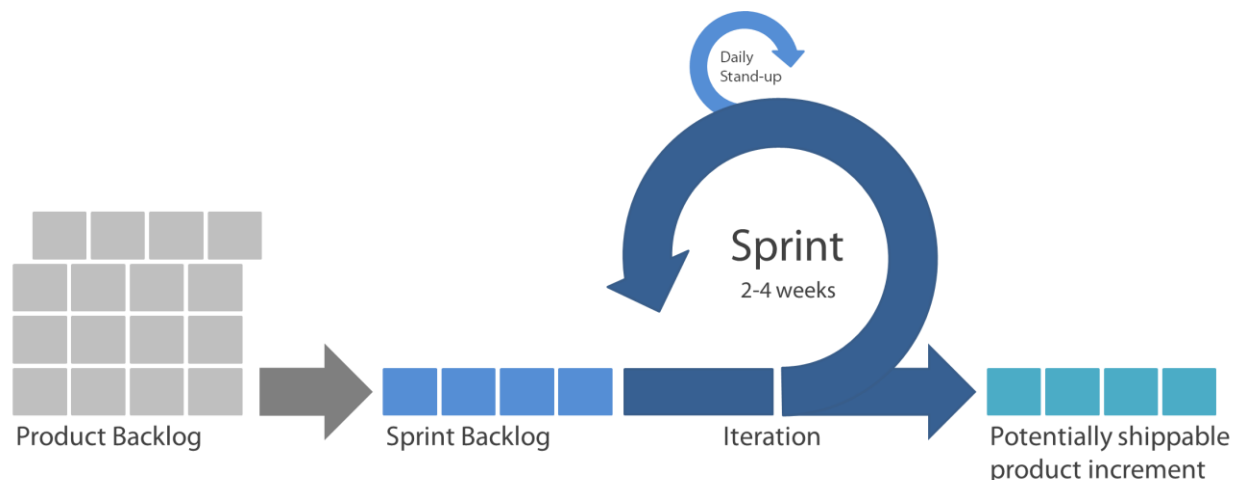 Daily
Stand-up
Sprint
2-4 weeks
Product Backlog
Sprint Backlog
Iteration
Potentially shippable
product increment